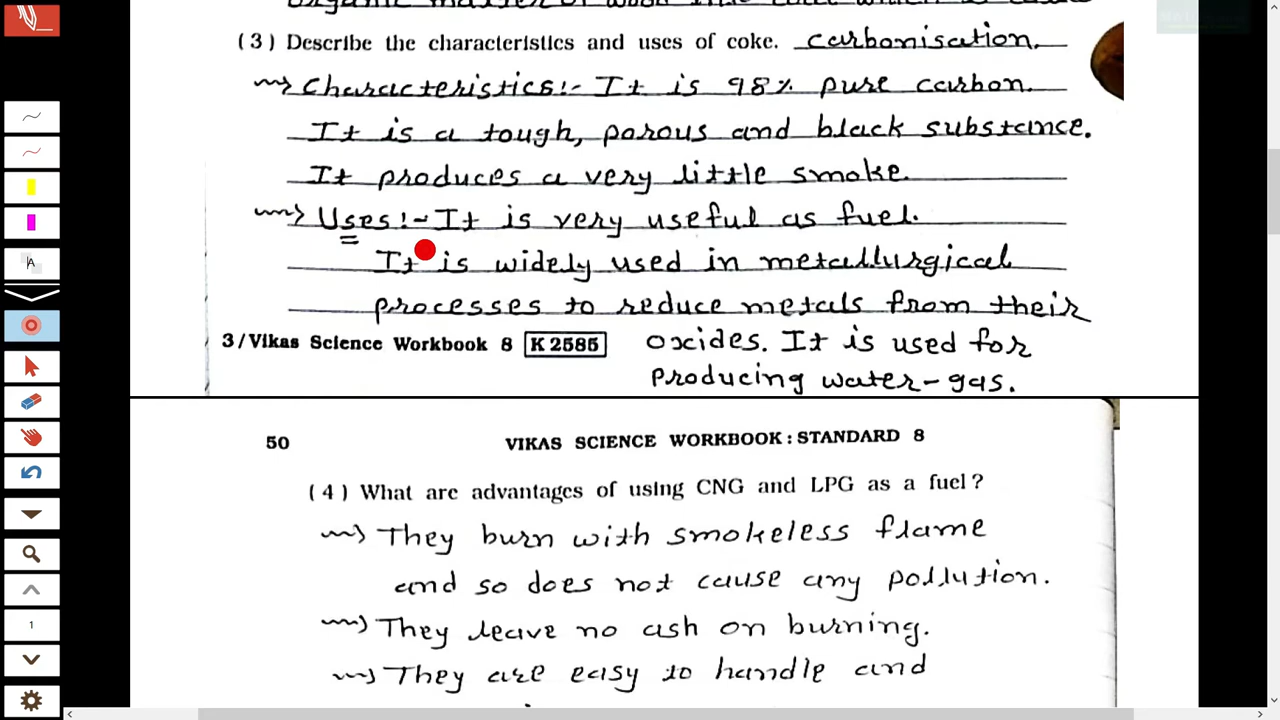 (3) Describe the characteristics and uses of coke. carbonisation.
⇝ Characteristics:- It is 98% pure carbon.
It is a tough, porous and black substance.
It produces a very little smoke.
⇝ Uses:- It is very useful as fuel.
It is widely used in metallurgical
processes to reduce metals from their
3/Vikas Science Workbook 8 K 2585 oxides. It is used for
producing water-gas.
50 VIKAS SCIENCE WORKBOOK : STANDARD 8
(4) What are advantages of using CNG and LPG as a fuel?
⇝ They burn with smokeless flame
and so does not cause any pollution.
⇝ They leave no ash on burning.
⇝ They are easy to handle and
A
1